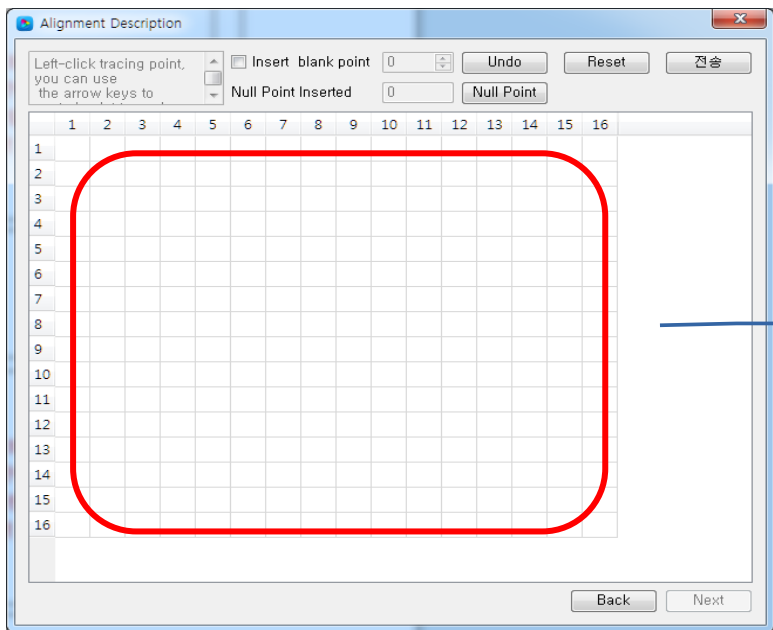 Alignment Description
Left-click tracing point,
you can use
the arrow keys to
Insert blank point 0 Undo Reset 전송
Null Point Inserted 0 Null Point
1 2 3 4 5 6 7 8 9 10 11 12 13 14 15 16
1
2
3
4
5
6
7
8
9
10
11
12
13
14
15
16
Back Next